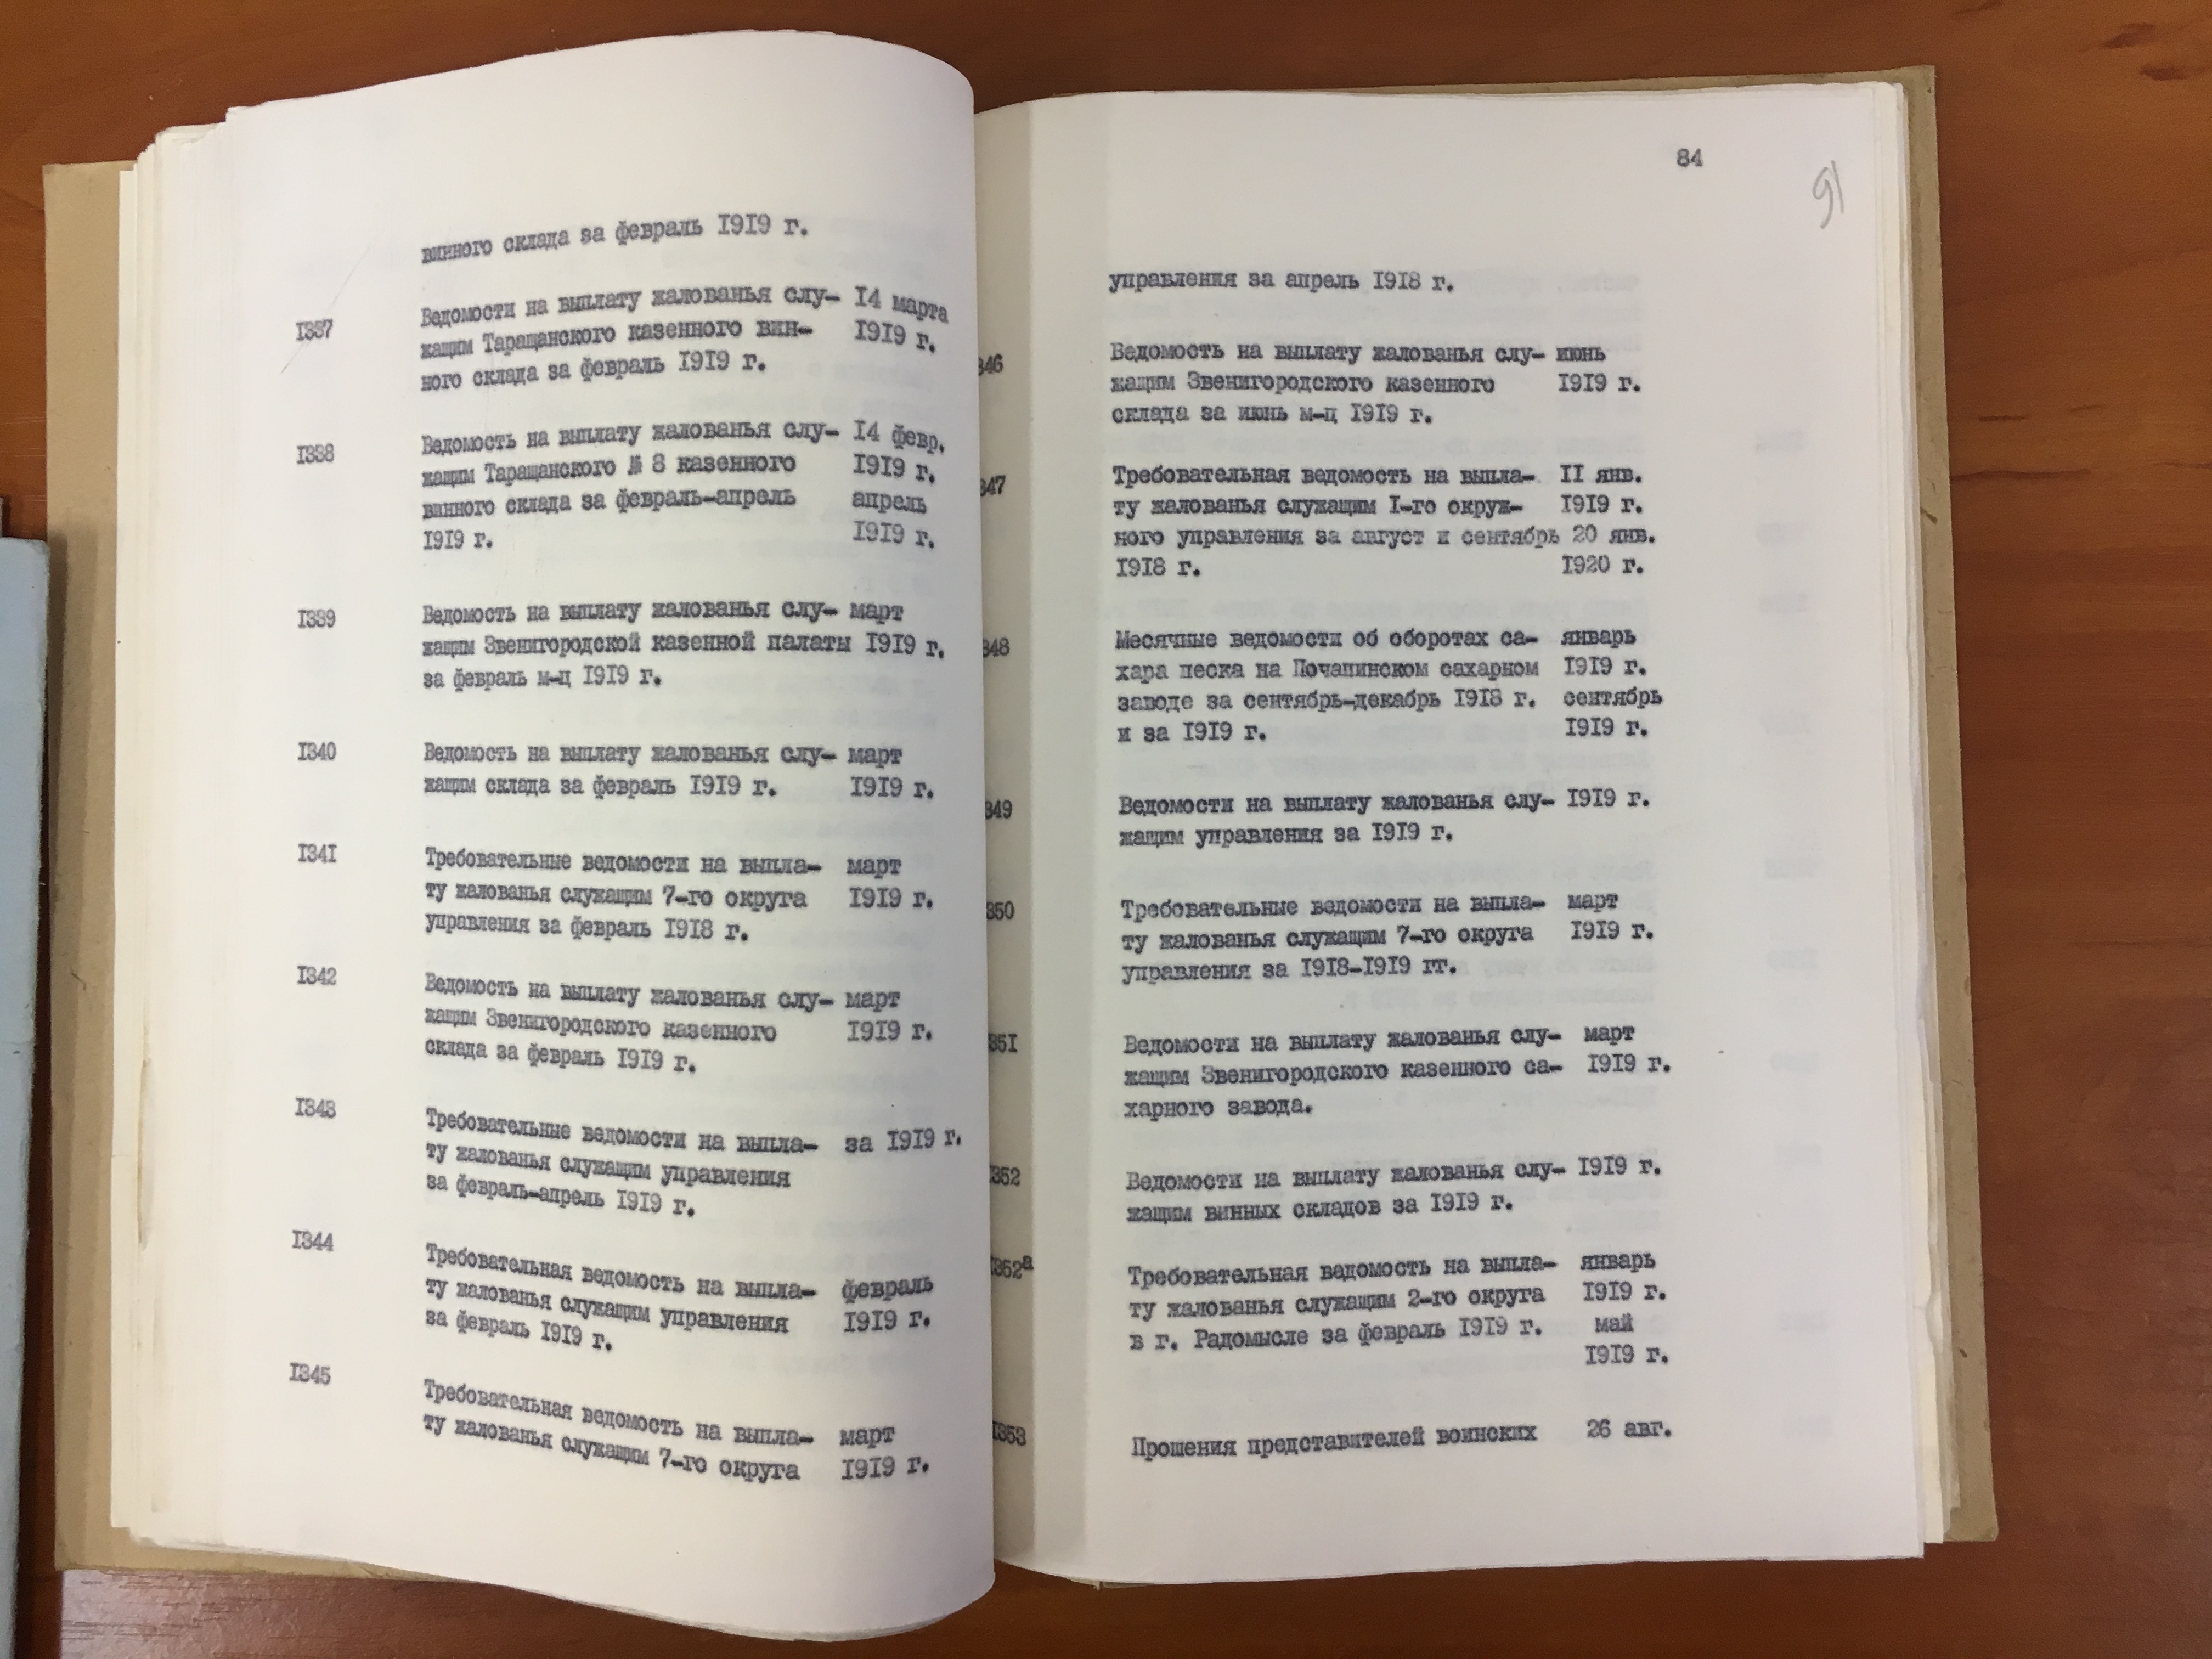 винного склада за февраль 1919 г.
1337 Ведомости на выплату жалованья слу- 14 марта
жащим Таращанского казенного вин- 1919 г.
ного склада за февраль 1919 г.
1338 Ведомость на выплату жалованья слу- 14 февр.
жащим Таращанского № 8 казенного 1919 г.
винного склада за февраль-апрель апрель
1919 г. 1919 г.
1339 Ведомость на выплату жалованья слу- март
жащим Звенигородской казенной палаты 1919 г.
за февраль м-ц 1919 г.
1340 Ведомость на выплату жалованья слу- март
жащим склада за февраль 1919 г. 1919 г.
1341 Требовательные ведомости на выпла- март
ту жалованья служащим 7-го округа 1919 г.
управления за февраль 1918 г.
1342 Ведомость на выплату жалованья слу- март
жащим Звенигородского казенного 1919 г.
склада за февраль 1919 г.
1343 Требовательные ведомости на выпла- за 1919 г.
ту жалованья служащим управления
за февраль-апрель 1919 г.
1344 Требовательная ведомость на выпла- февраль
ту жалованья служащим управления 1919 г.
за февраль 1919 г.
1345 Требовательная ведомость на выпла- март
ту жалованья служащим 7-го округа 1919 г.
84
91
управления за апрель 1918 г.
346 Ведомость на выплату жалованья слу- июнь
жащим Звенигородского казенного 1919 г.
склада за июнь м-ц 1919 г.
347 Требовательная ведомость на выпла- 11 янв.
ту жалованья служащим 1-го окруж- 1919 г.
ного управления за август и сентябрь 20 янв.
1918 г. 1920 г.
348 Месячные ведомости об оборотах са- январь
хара песка на Почапинском сахарном 1919 г.
заводе за сентябрь-декабрь 1918 г. сентябрь
и за 1919 г. 1919 г.
349 Ведомости на выплату жалованья слу- 1919 г.
жащим управления за 1919 г.
350 Требовательные ведомости на выпла- март
ту жалованья служащим 7-го округа 1919 г.
управления за 1918-1919 гг.
351 Ведомости на выплату жалованья слу- март
жащим Звенигородского казенного са- 1919 г.
харного завода.
1352 Ведомости на выплату жалованья слу- 1919 г.
жащим винных складов за 1919 г.
1352а Требовательная ведомость на выпла- январь
ту жалованья служащим 2-го округа 1919 г.
в г. Радомысле за февраль 1919 г. май
1919 г.
1353 Прошения представителей воинских 26 авг.